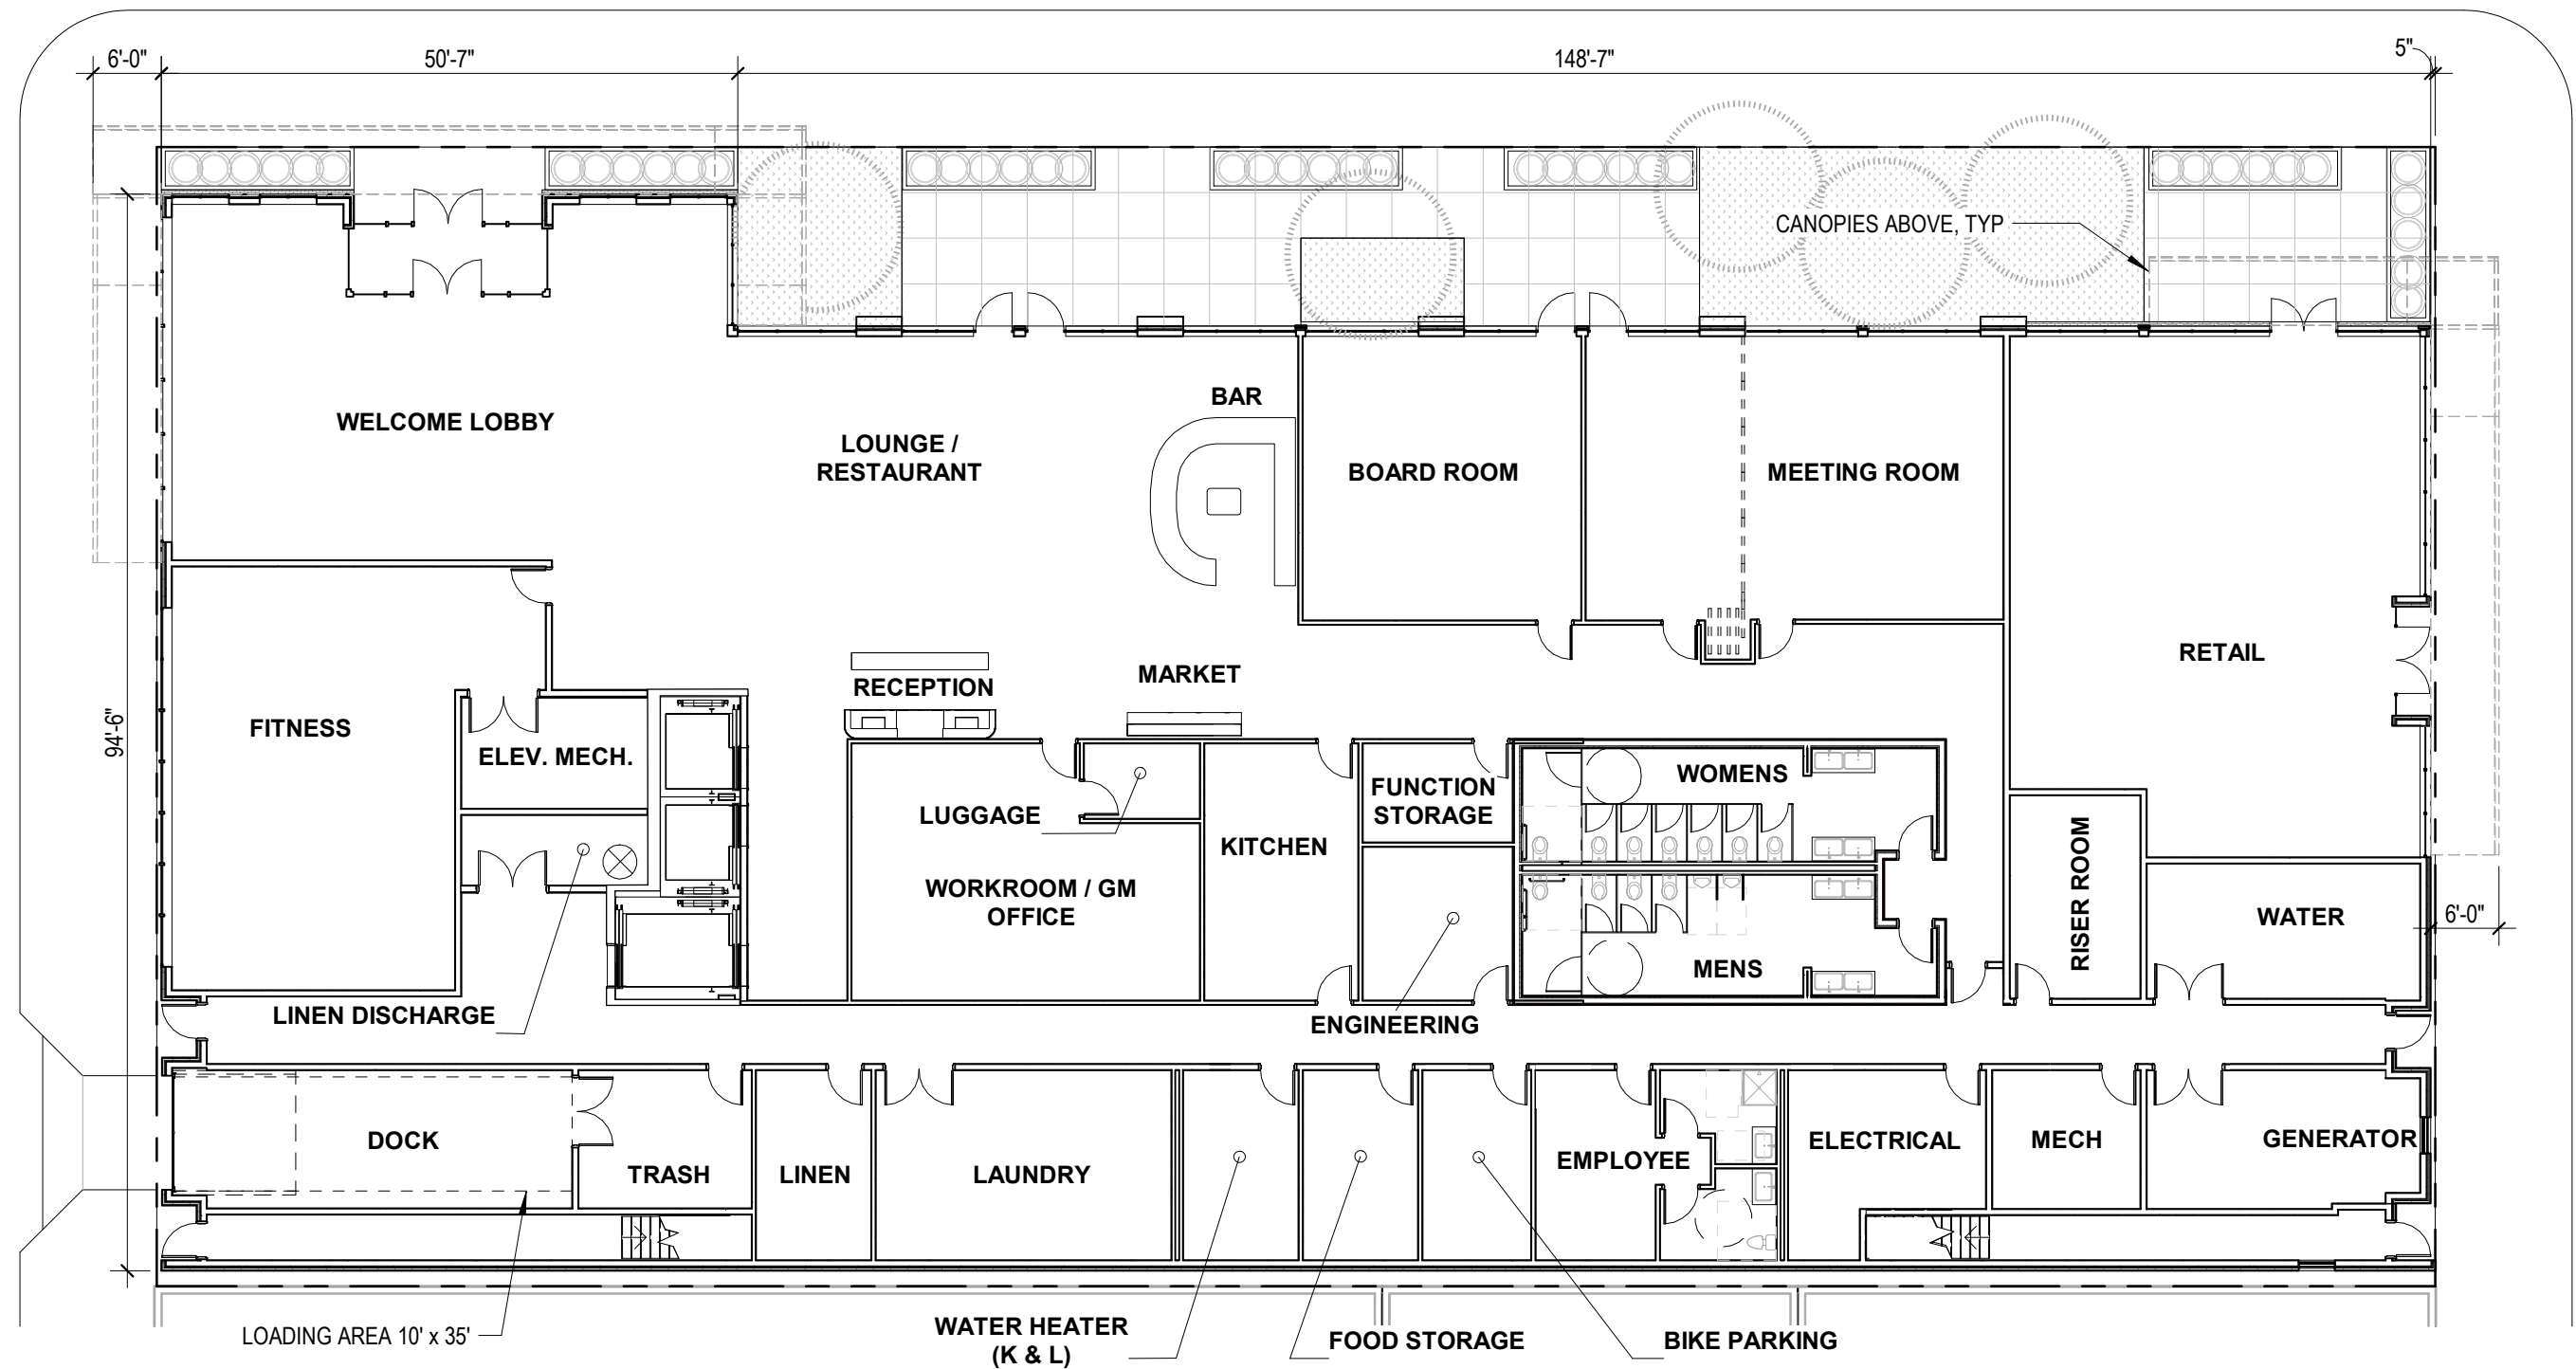 6'-0"
50'-7"
148'-7"
5"
CANOPIES ABOVE, TYP
BAR
WELCOME LOBBY
LOUNGE /
RESTAURANT
BOARD ROOM
MEETING ROOM
RETAIL
MARKET
RECEPTION
94'-6"
FITNESS
ELEV. MECH.
WOMENS
FUNCTION
STORAGE
LUGGAGE
KITCHEN
WORKROOM / GM
OFFICE
RISER ROOM
WATER
6'-0"
MENS
LINEN DISCHARGE
ENGINEERING
DOCK
TRASH
LINEN
LAUNDRY
EMPLOYEE
ELECTRICAL
MECH
GENERATOR
LOADING AREA 10' x 35'
WATER HEATER
(K & L)
FOOD STORAGE
BIKE PARKING